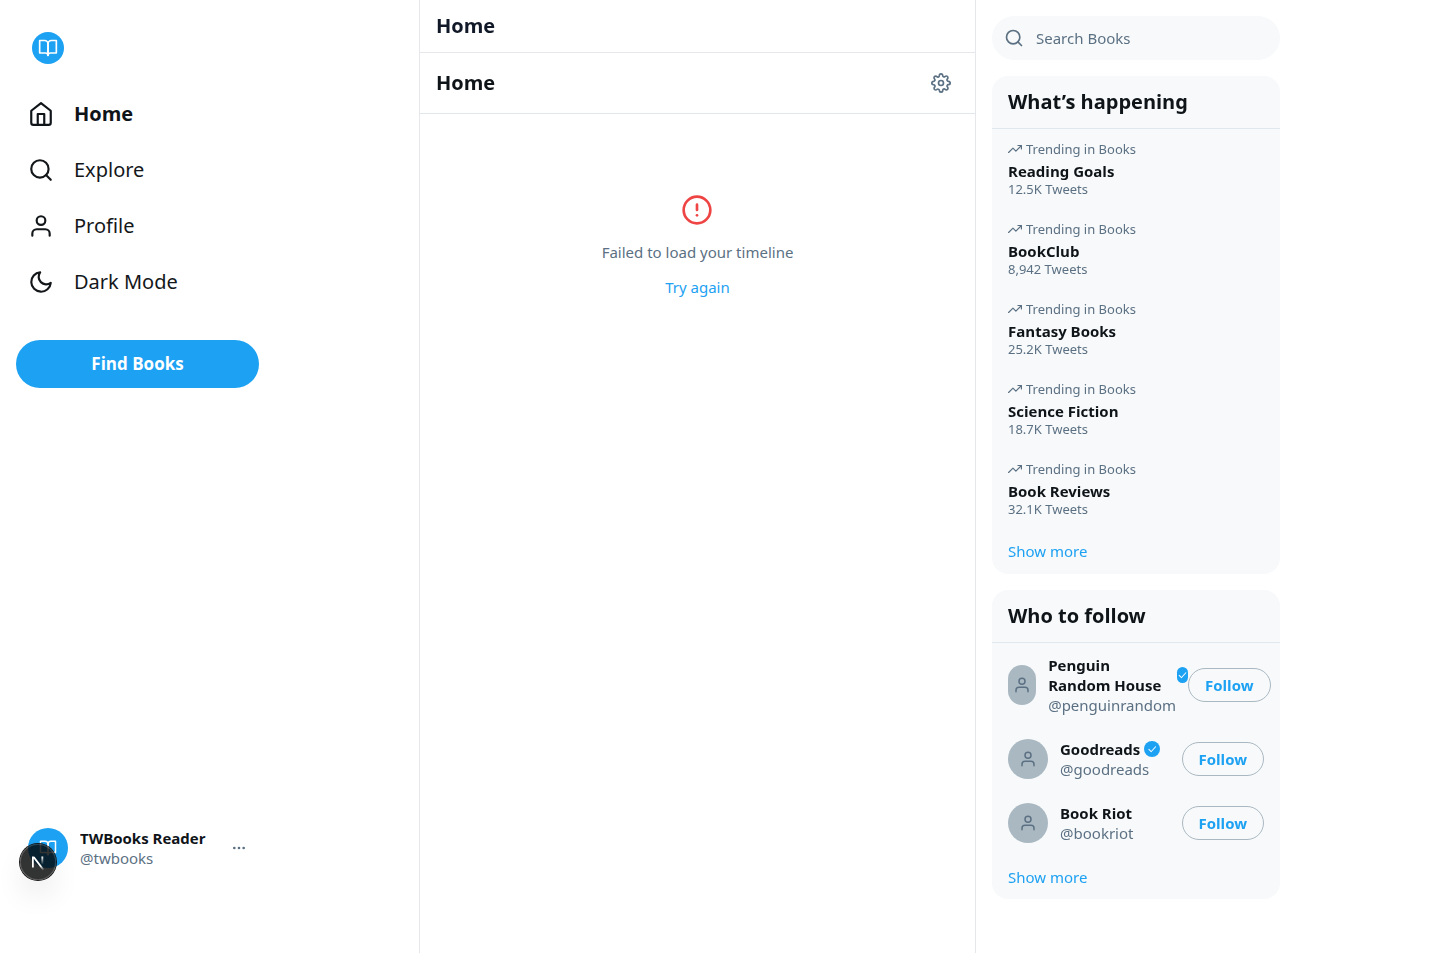 Home
Explore
Profile
Dark Mode
Find Books
TWBooks Reader
@twbooks
N
Home
Home
Failed to load your timeline
Try again
Search Books
What’s happening
Trending in Books
Reading Goals
12.5K Tweets
Trending in Books
BookClub
8,942 Tweets
Trending in Books
Fantasy Books
25.2K Tweets
Trending in Books
Science Fiction
18.7K Tweets
Trending in Books
Book Reviews
32.1K Tweets
Show more
Who to follow
Penguin
Random House
@penguinrandom
Follow
Goodreads
@goodreads
Follow
Book Riot
@bookriot
Follow
Show more